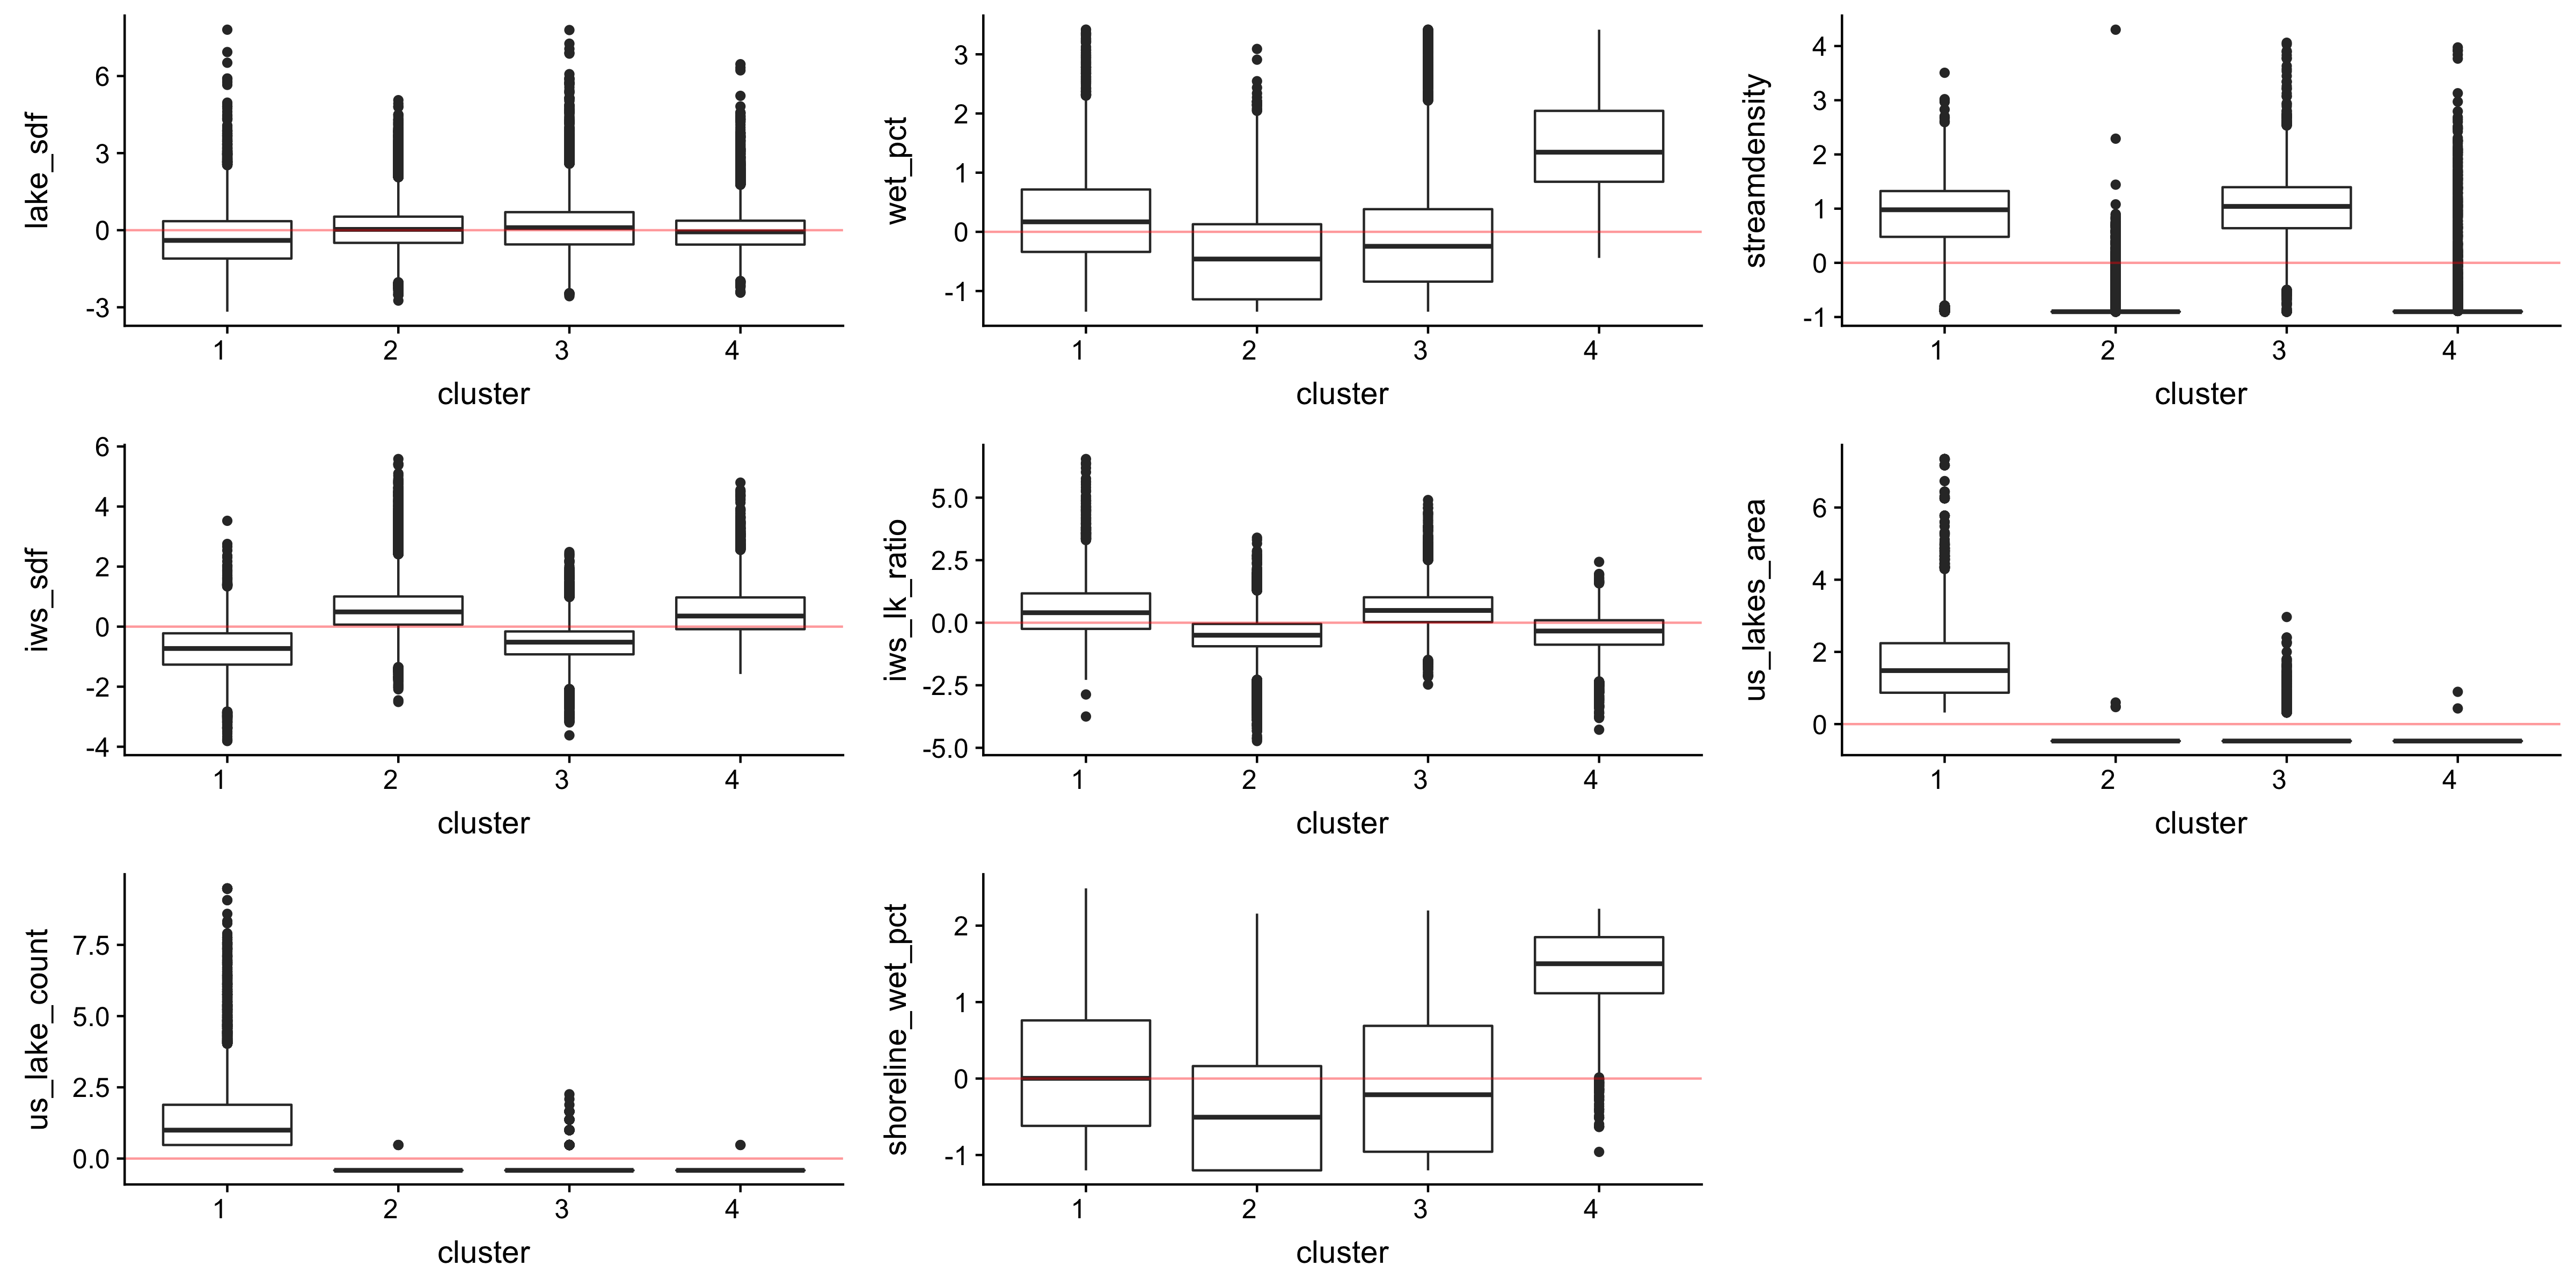 lake_sdf
6
3
0
-3
1 2 3 4
cluster
wet_pct
3
2
1
0
-1
1 2 3 4
cluster
streamdensity
4
3
2
1
0
-1
1 2 3 4
cluster
iws_sdf
6
4
2
0
-2
-4
1 2 3 4
cluster
iws_lk_ratio
5.0
2.5
0.0
-2.5
-5.0
1 2 3 4
cluster
us_lakes_area
6
4
2
0
1 2 3 4
cluster
us_lake_count
7.5
5.0
2.5
0.0
1 2 3 4
cluster
shoreline_wet_pct
2
1
0
-1
1 2 3 4
cluster